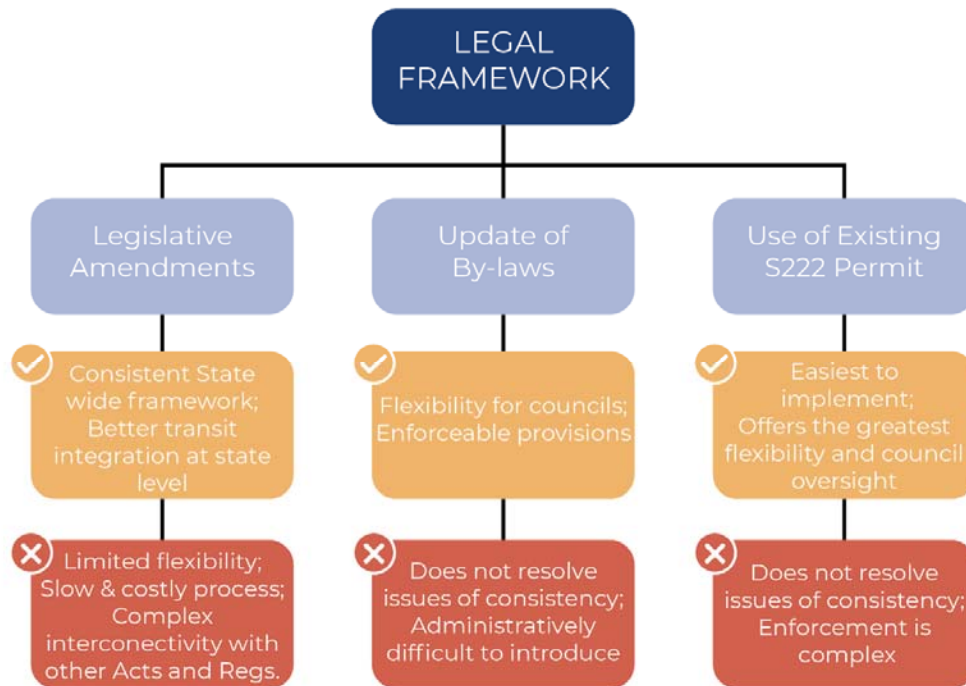 LEGAL
FRAMEWORK
Legislative
Amendments
Update of
By-laws
Use of Existing
S222 Permit
Consistent State
wide framework;
Better transit
integration at state
level
Flexibility for councils;
Enforceable provisions
Easiest to
implement;
Offers the greatest
flexibility and council
oversight
Limited flexibility;
Slow & costly process;
Complex
interconectivity with
other Acts and Regs.
Does not resolve
issues of consistency;
Administratively
difficult to introduce
Does not resolve
issues of consistency;
Enforcement is
complex